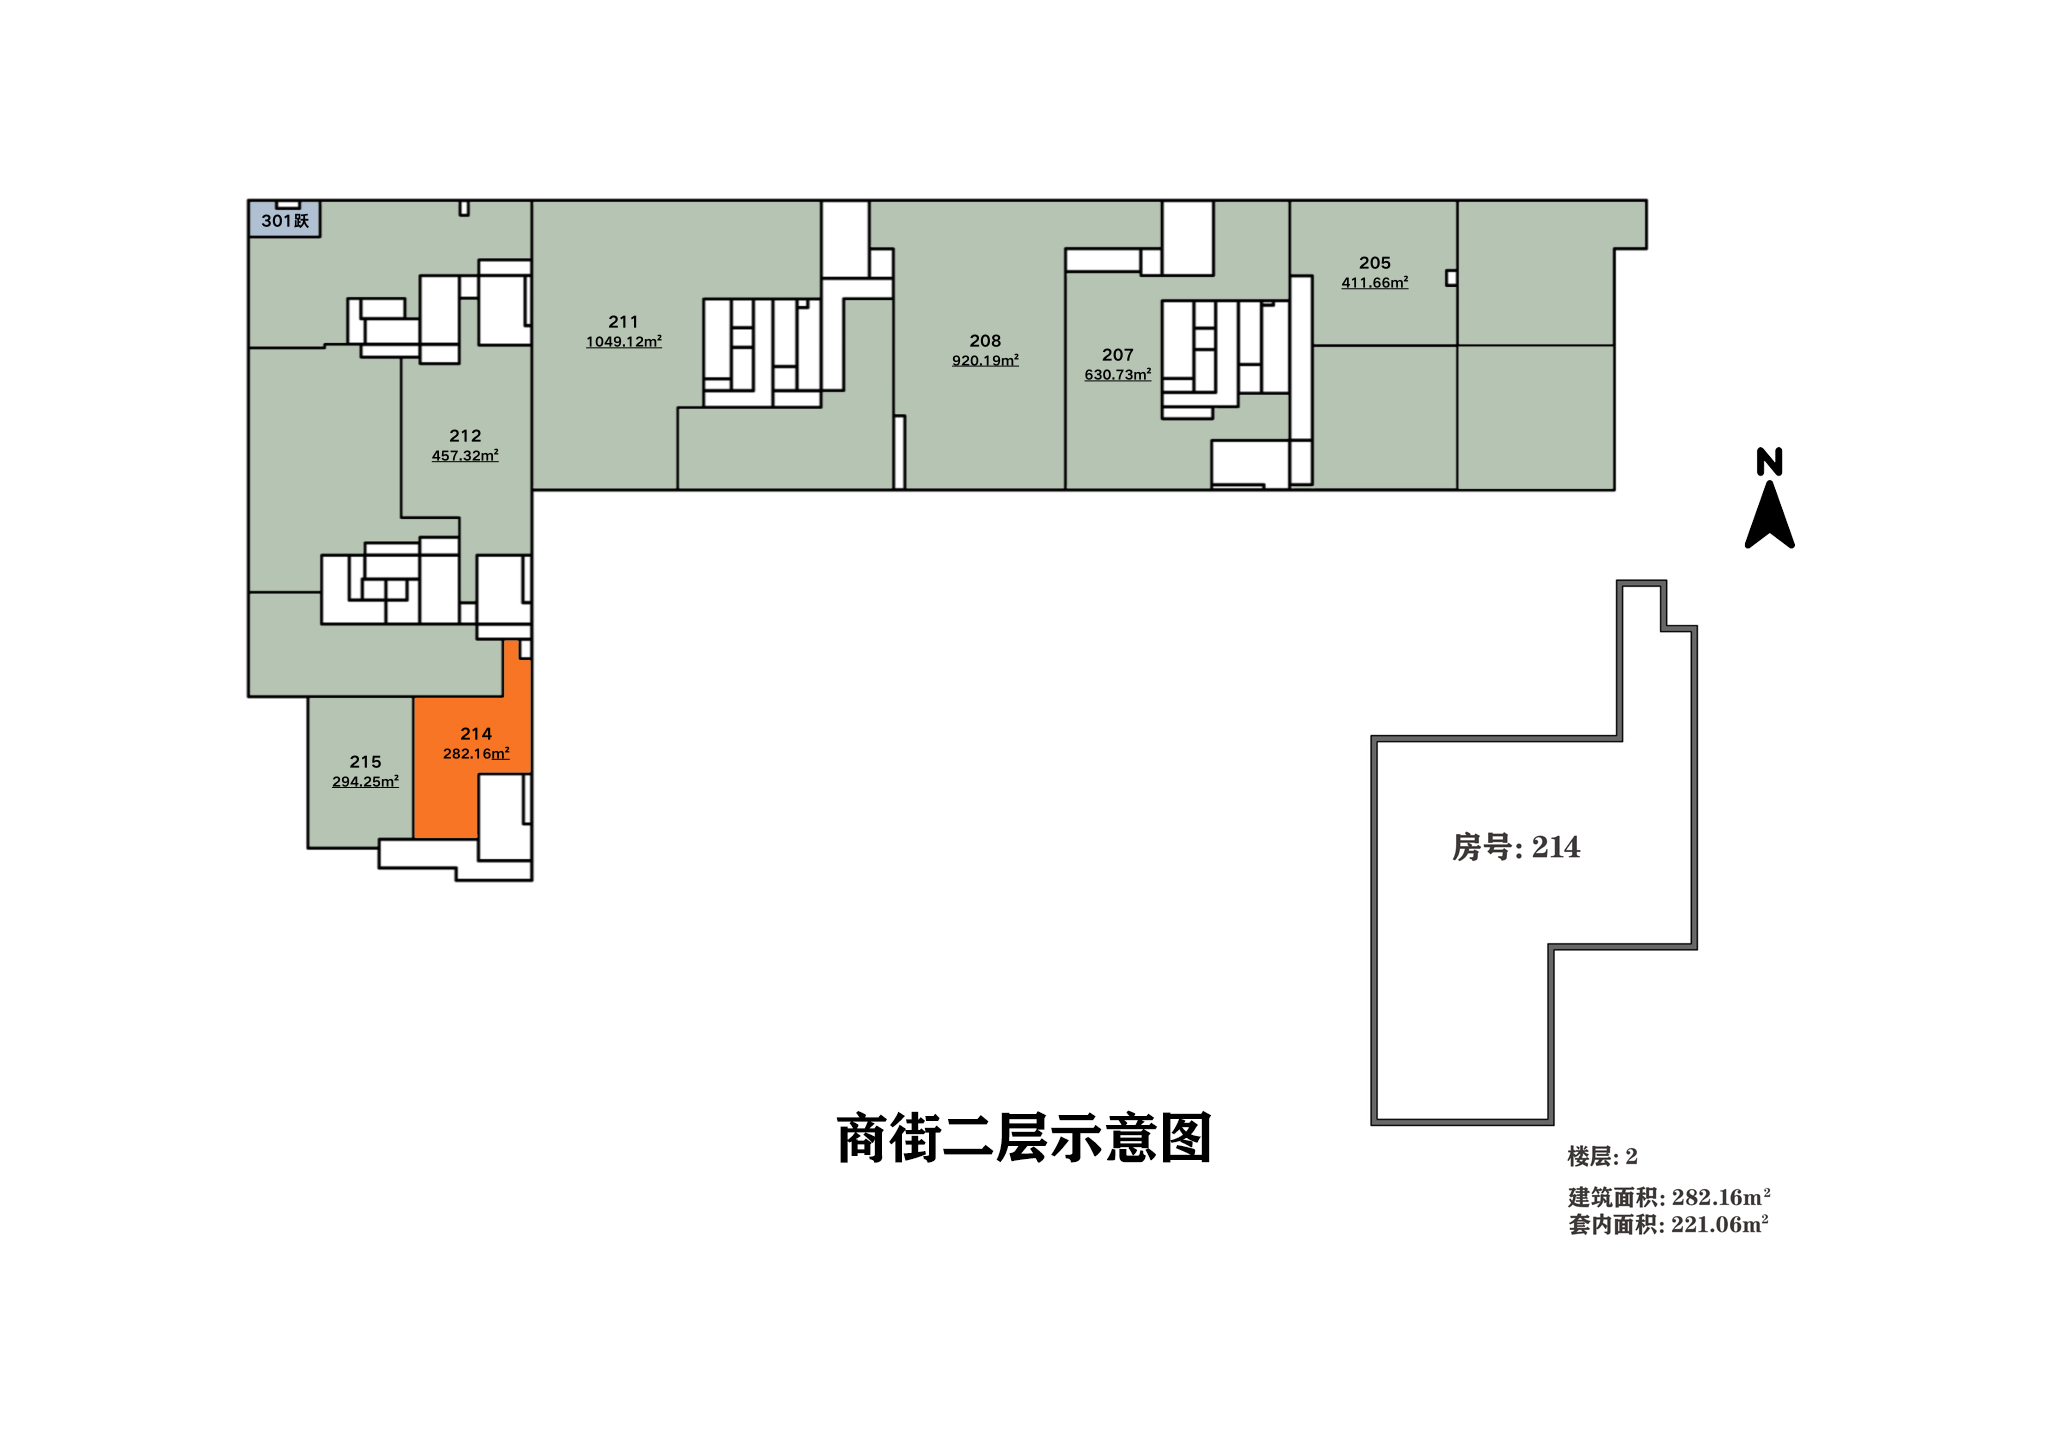 301跃
205
411.66m²
211
1049.12m²
208
920.19m²
207
630.73m²
212
457.32m²
N
214
282.16m²
215
294.25m²
房号: 214
商街二层示意图
楼层: 2
建筑面积: 282.16m²
套内面积: 221.06m²